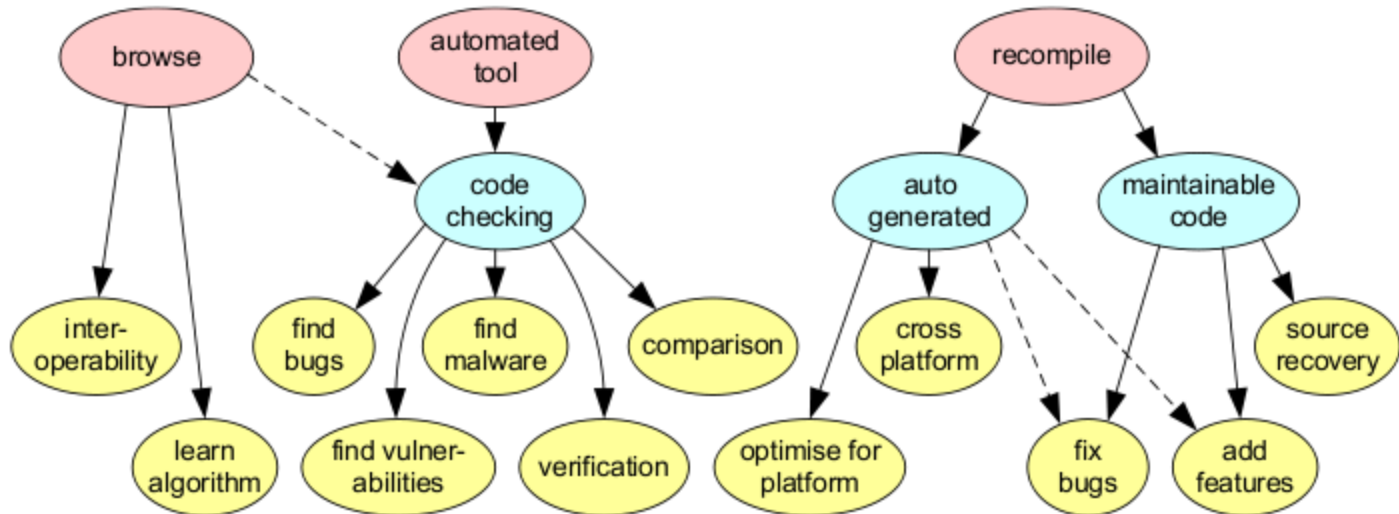 browse
automated
tool
recompile
code
checking
auto
generated
maintainable
code
inter-
operability
find
bugs
find
malware
comparison
cross
platform
source
recovery
learn
algorithm
find vulner-
abilities
verification
optimise for
platform
fix
bugs
add
features